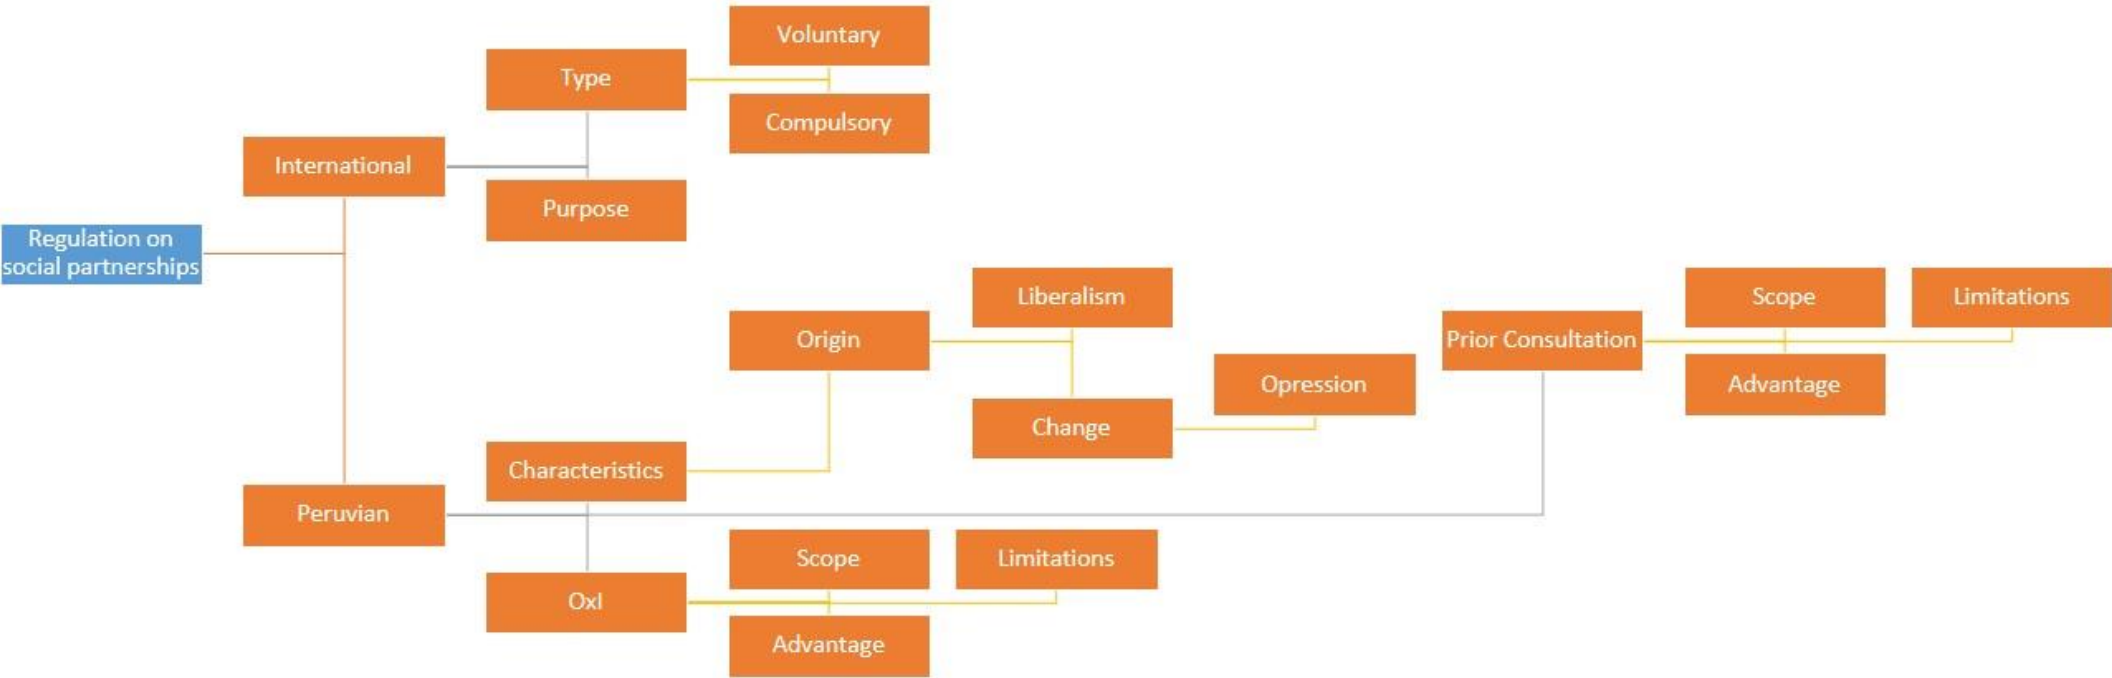 Voluntary
Type
Compulsory
International
Purpose
Regulation on
social partnerships
Liberalism
Scope
Limitations
Origin
Prior Consultation
Opression
Advantage
Change
Characteristics
Peruvian
Scope
Limitations
OxI
Advantage